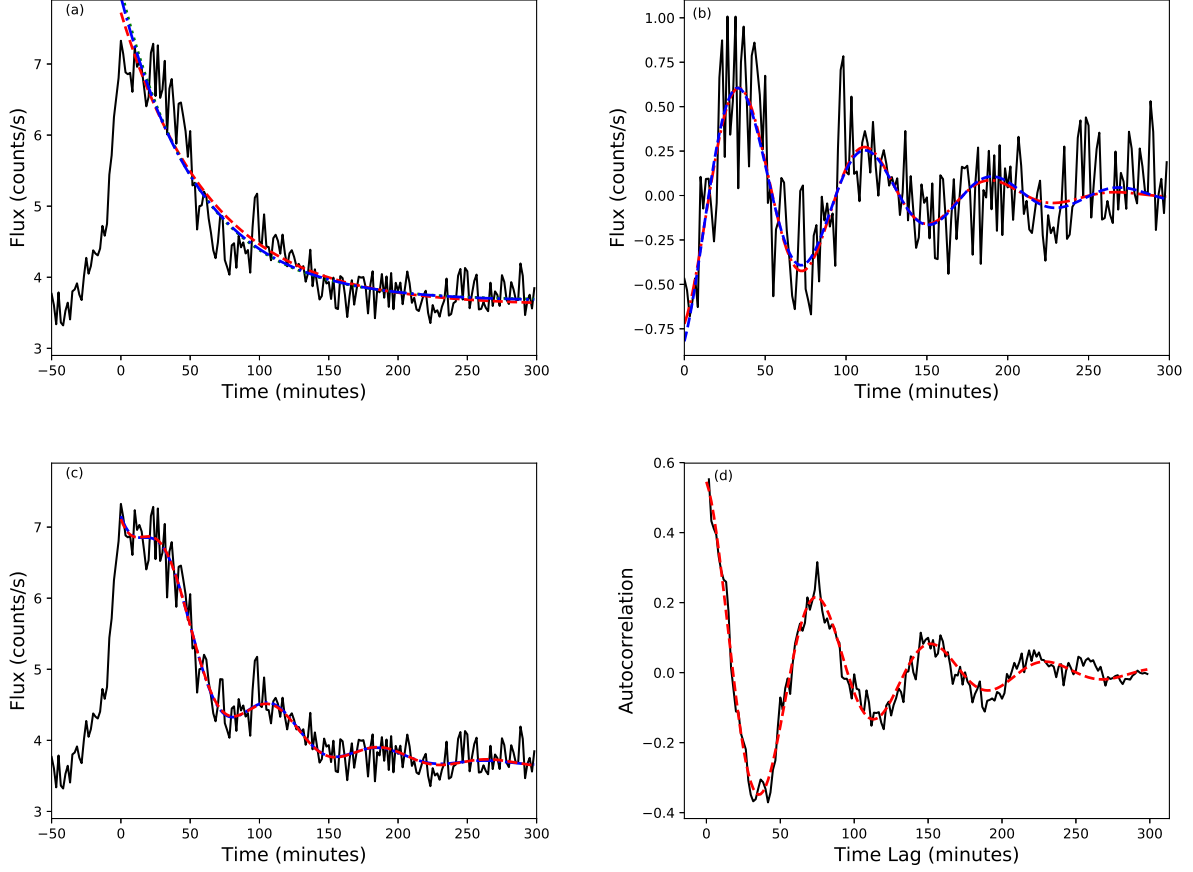 (a)
7
6
5
4
3
Flux (counts/s)
−50 0 50 100 150 200 250 300
Time (minutes)
(b)
1.00
0.75
0.50
0.25
0.00
−0.25
−0.50
−0.75
Flux (counts/s)
0 50 100 150 200 250 300
Time (minutes)
(c)
7
6
5
4
3
Flux (counts/s)
−50 0 50 100 150 200 250 300
Time (minutes)
(d)
0.6
0.4
0.2
0.0
−0.2
−0.4
Autocorrelation
0 50 100 150 200 250 300
Time Lag (minutes)